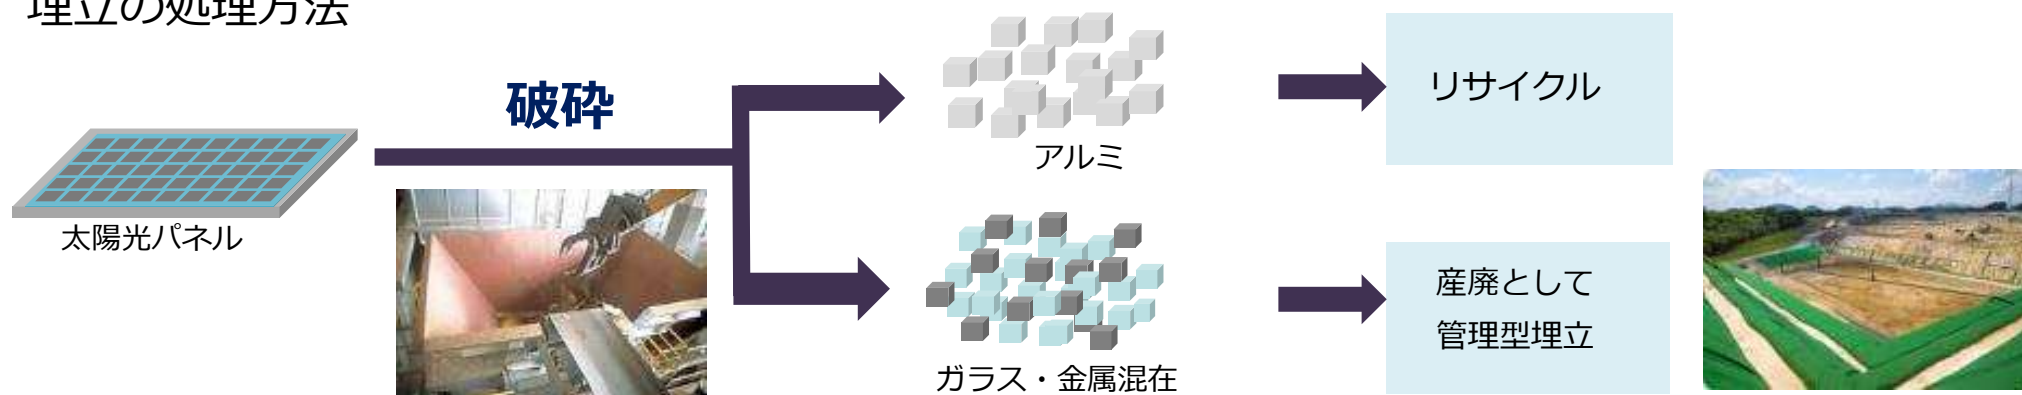 埋立の処理方法
破砕
太陽光パネル
アルミ
リサイクル
ガラス・金属混在
産廃として
管理型埋立